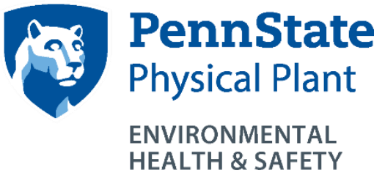 PennState
Physical Plant
ENVIRONMENTAL
HEALTH & SAFETY